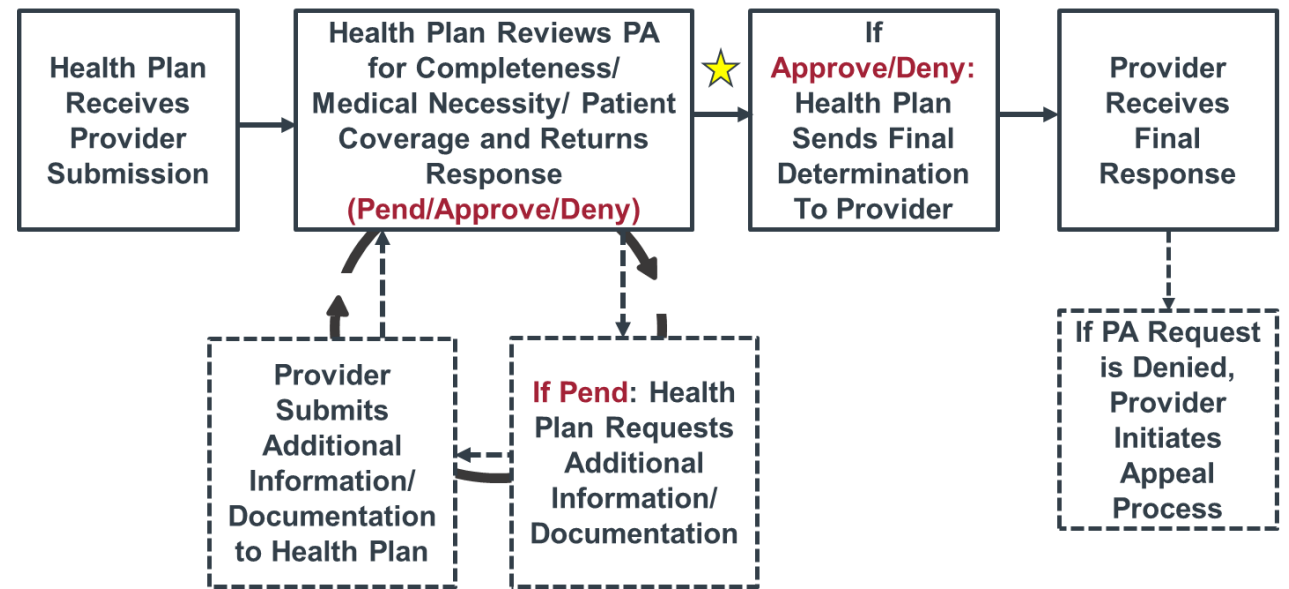 Health Plan
Receives
Provider
Submission
Health Plan Reviews PA
for Completeness/
Medical Necessity/ Patient
Coverage and Returns
Response
(Pend/Approve/Deny)
If
Approve/Deny:
Health Plan
Sends Final
Determination
To Provider
Provider
Receives
Final
Response
Provider
Submits
Additional
Information/
Documentation
to Health Plan
If Pend: Health
Plan Requests
Additional
Information/
Documentation
If PA Request
is Denied,
Provider
Initiates
Appeal
Process